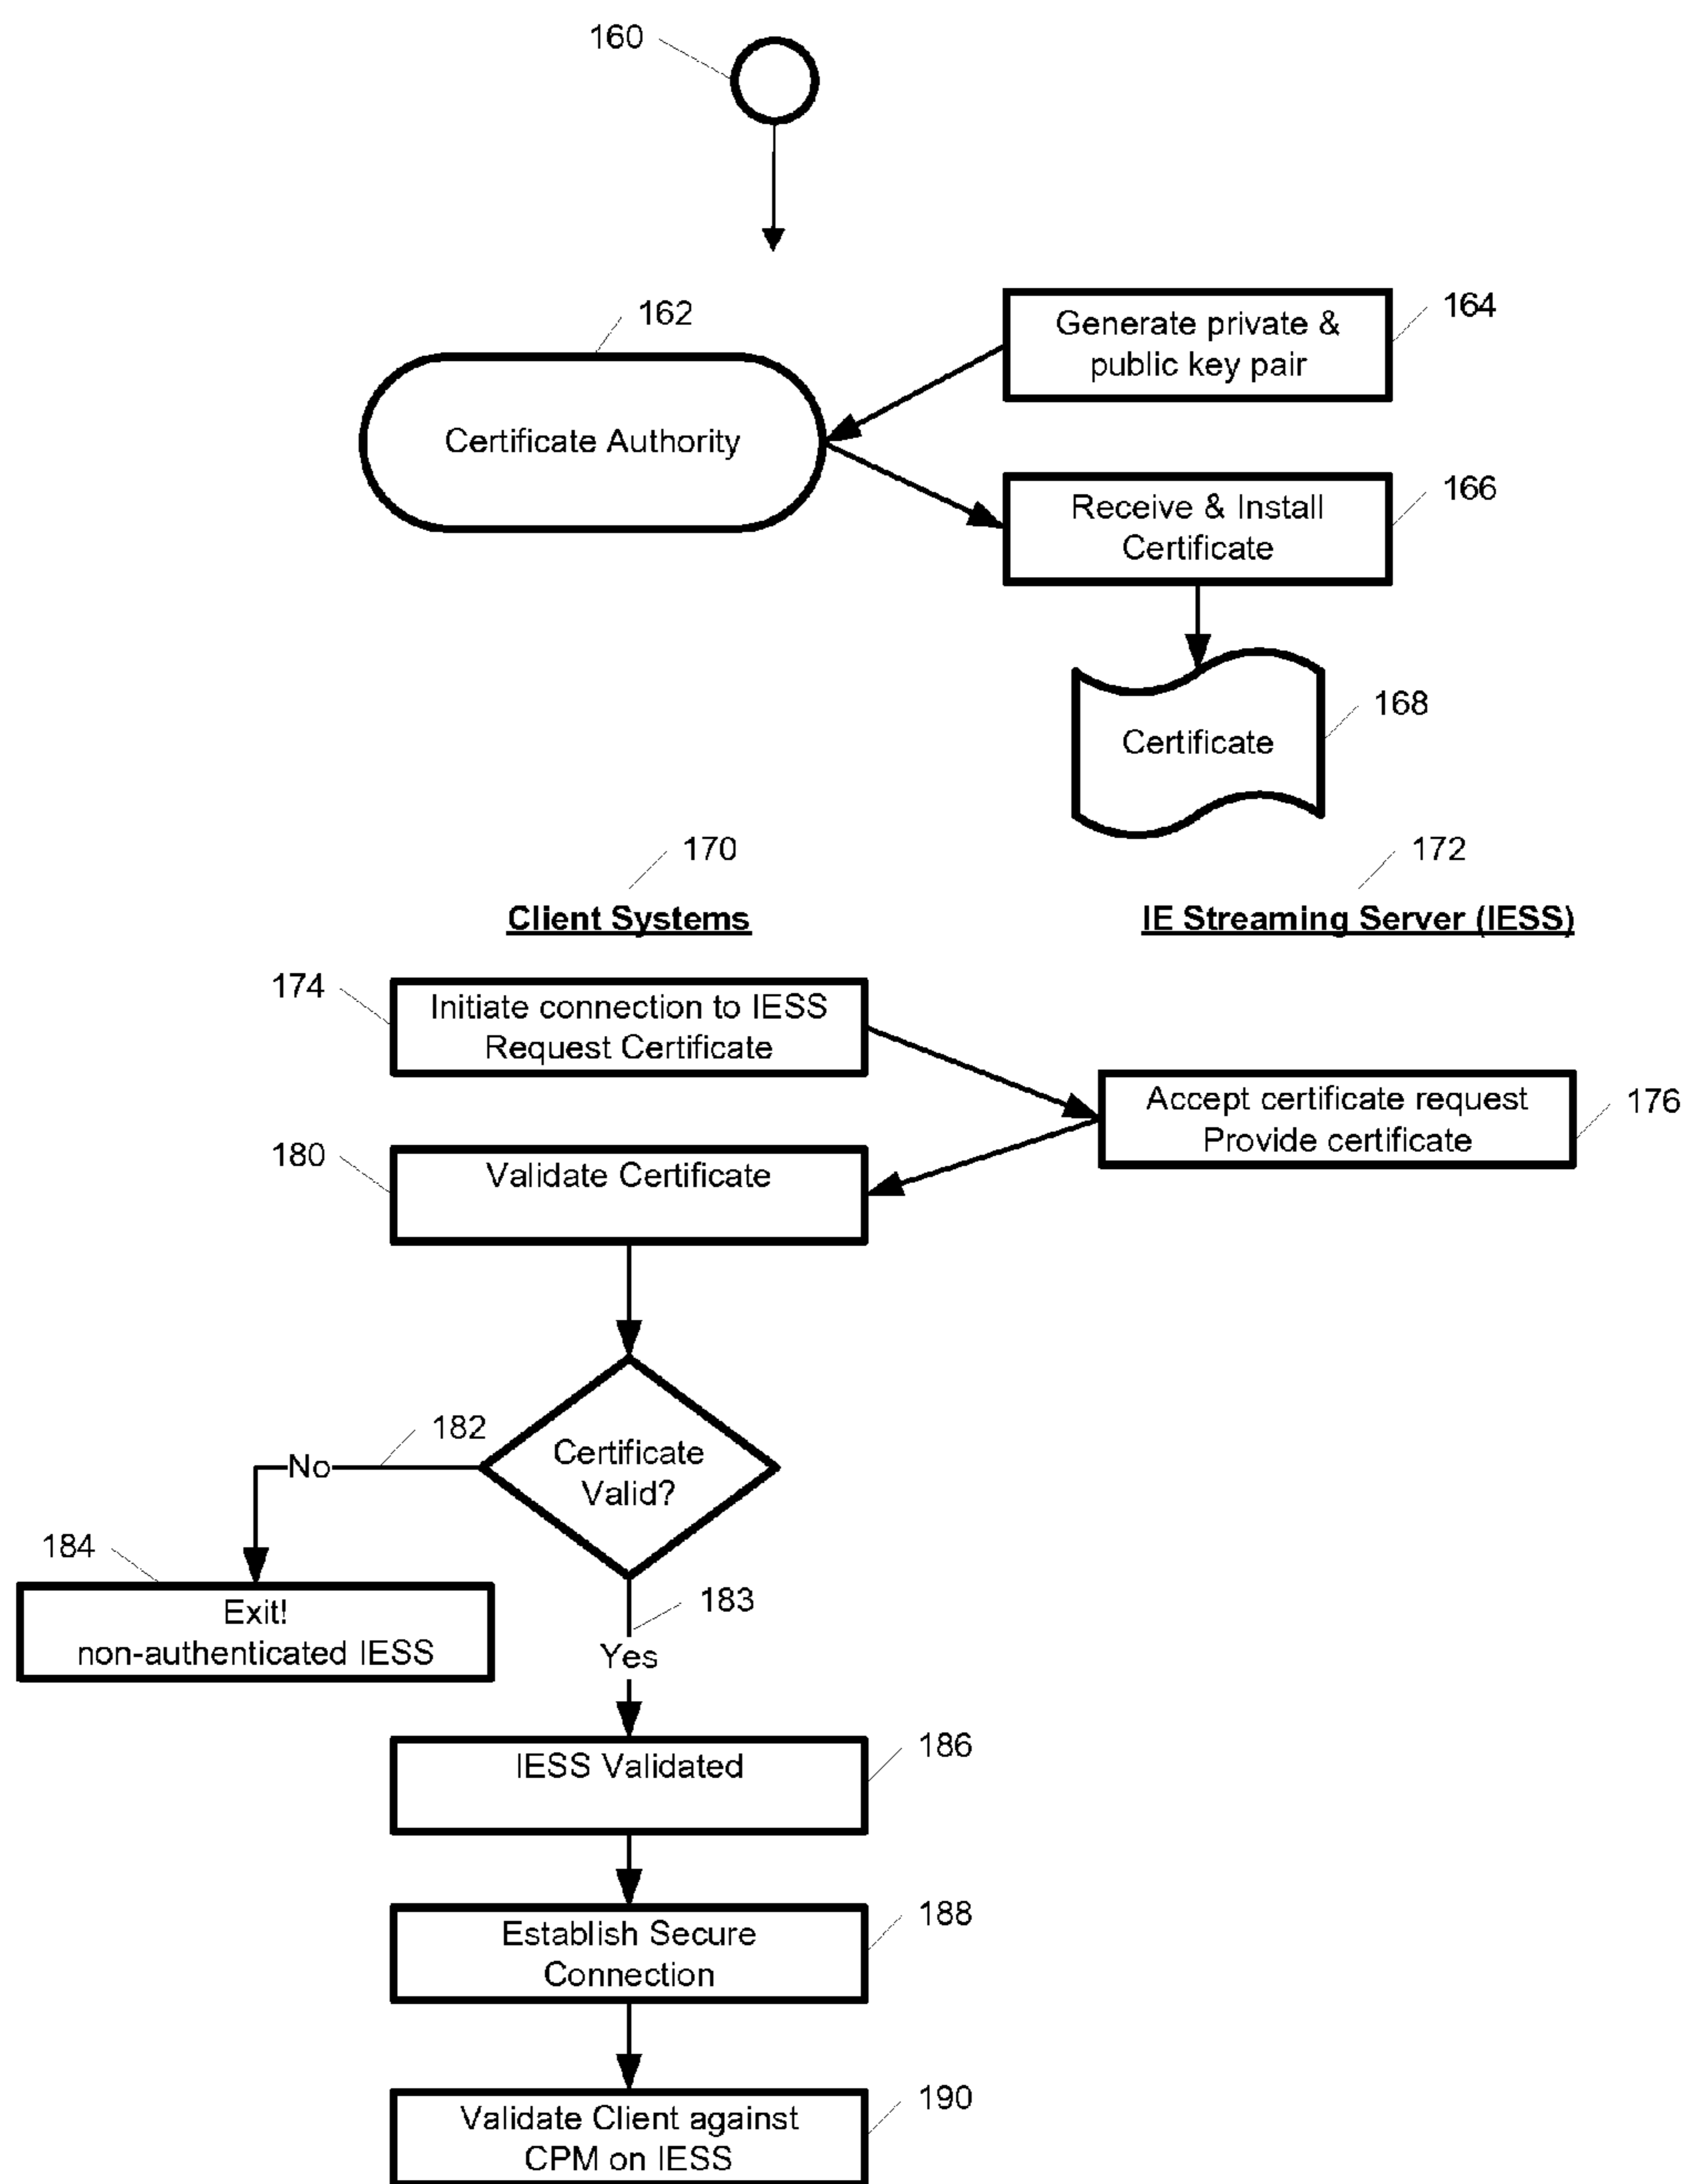 160
162
Generate private &
public key pair
164
Certificate Authority
Receive & Install
Certificate
166
Certificate
168
170
172
Client Systems
IE Streaming Server (IESS)
174
Initiate connection to IESS
Request Certificate
Accept certificate request
Provide certificate
176
180
Validate Certificate
182
No
Certificate
Valid?
184
Exit!
non-authenticated IESS
183
Yes
IESS Validated
186
Establish Secure
Connection
188
Validate Client against
CPM on IESS
190